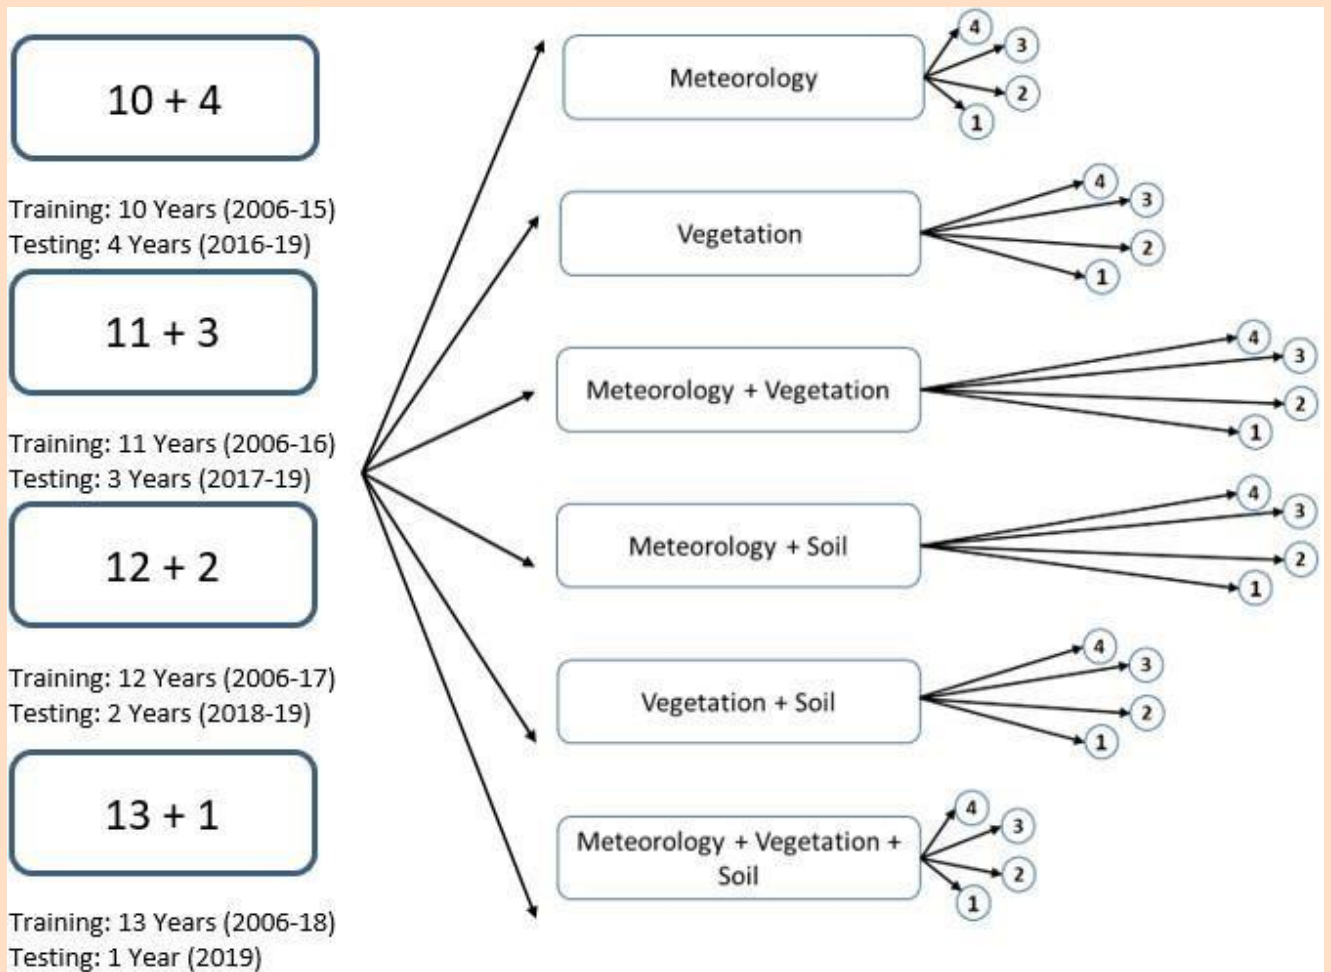 10 + 4
Training: 10 Years (2006-15)
Testing: 4 Years (2016-19)
11 + 3
Training: 11 Years (2006-16)
Testing: 3 Years (2017-19)
12 + 2
Training: 12 Years (2006-17)
Testing: 2 Years (2018-19)
13 + 1
Training: 13 Years (2006-18)
Testing: 1 Year (2019)
Meteorology
4
3
2
1
Vegetation
4
3
2
1
Meteorology + Vegetation
4
3
2
1
Meteorology + Soil
4
3
2
1
Vegetation + Soil
4
3
2
1
Meteorology + Vegetation +
Soil
4
3
2
1